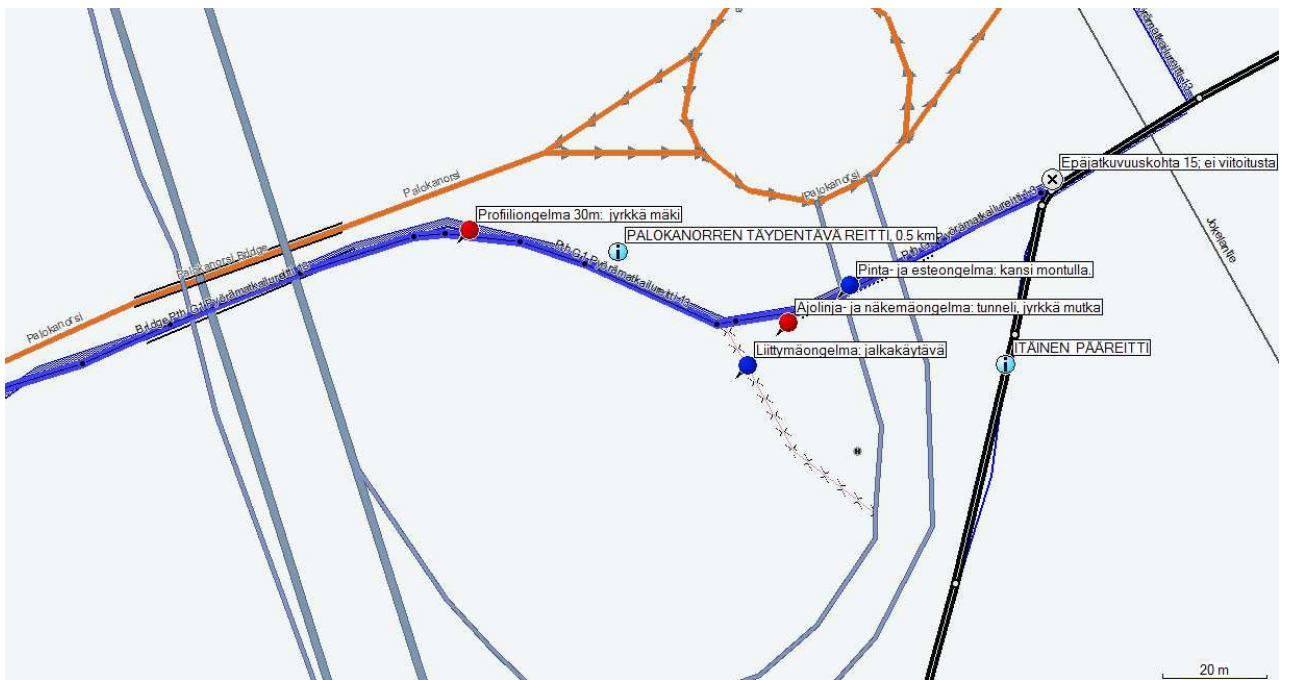 Palokanorsi
Palokanorsi
Epäjatkuvuuskohta 15; ei viitoitusta
Profiiliongelma 30m: jyrkkä mäki
PALOKANORREN TÄYDENTÄVÄ REITTI, 0.5 km
Jokelantie
Palokanorsi Bridge
Pinta- ja esteongelma: kansi montulla.
Palokanorsi
Ajolinja- ja näkemäongelma: tunneli, jyrkkä mutka
Liittymäongelma: jalkakäytävä
ITÄINEN PÄÄREITTI
20 m